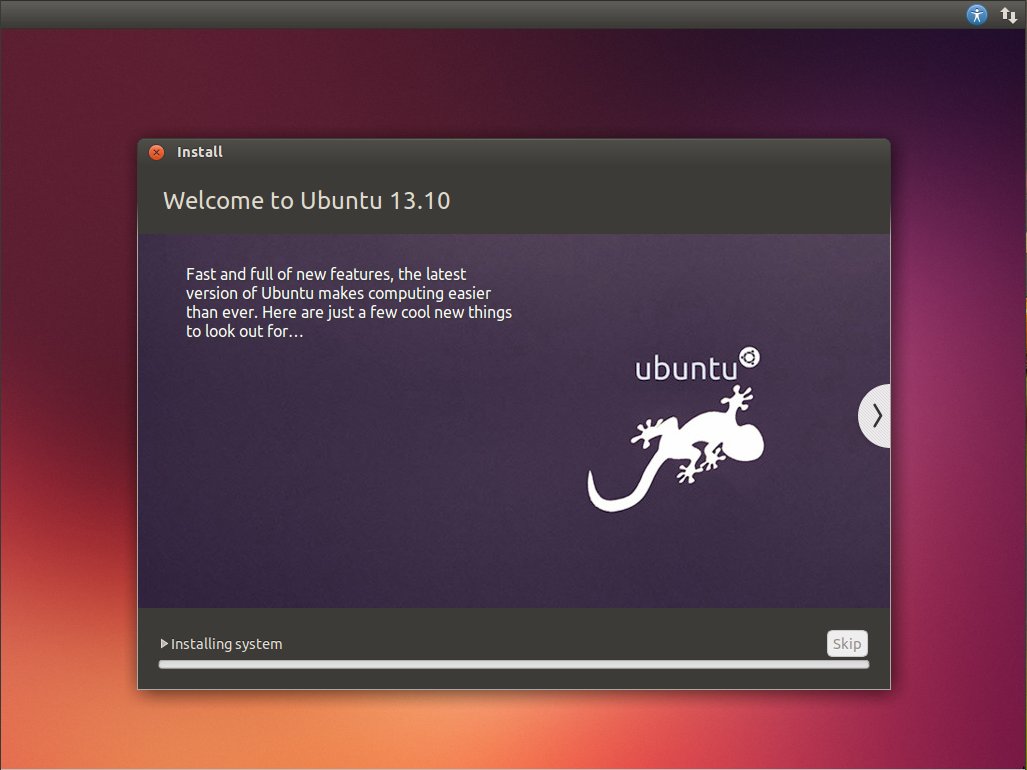 Install
Welcome to Ubuntu 13.10
Fast and full of new features, the latest
version of Ubuntu makes computing easier
than ever. Here are just a few cool new things
to look out for…
ubuntu
Installing system
Skip